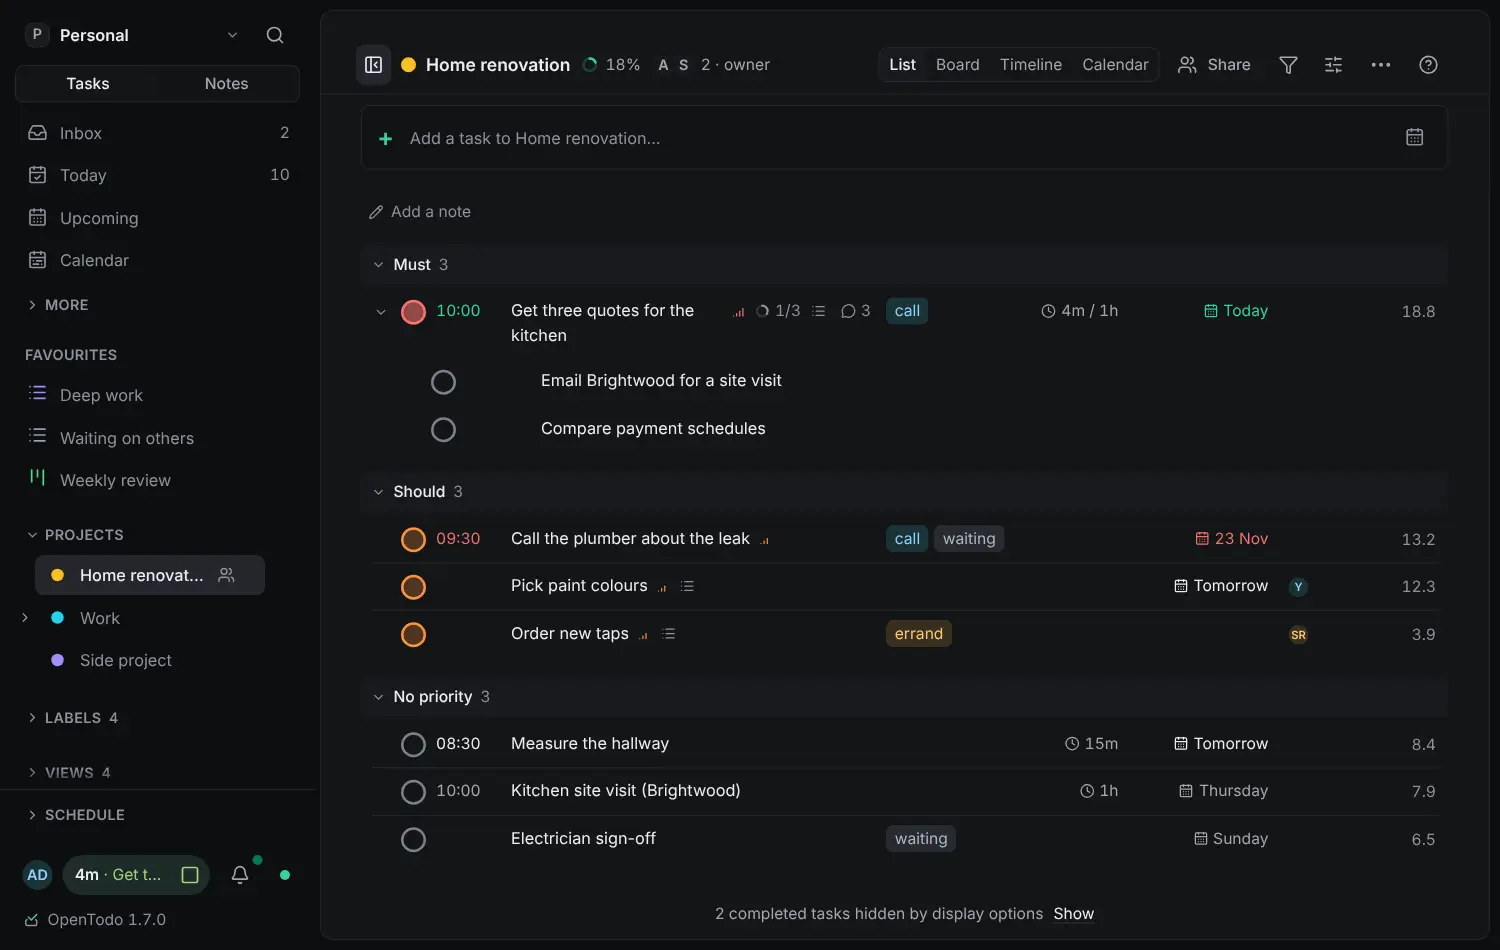 P Personal
Tasks Notes
Inbox 2
Today 10
Upcoming
Calendar
MORE
FAVOURITES
Deep work
Waiting on others
Weekly review
PROJECTS
Home renovat...
Work
Side project
LABELS 4
VIEWS 4
SCHEDULE
AD 4m · Get t...
OpenTodo 1.7.0
Home renovation 18% A S 2 · owner List Board Timeline Calendar Share
Add a task to Home renovation...
Add a note
Must 3
10:00 Get three quotes for the kitchen 1/3 3 call 4m / 1h Today 18.8
Email Brightwood for a site visit
Compare payment schedules
Should 3
09:30 Call the plumber about the leak call waiting 23 Nov 13.2
Pick paint colours Tomorrow Y 12.3
Order new taps errand SR 3.9
No priority 3
08:30 Measure the hallway 15m Tomorrow 8.4
10:00 Kitchen site visit (Brightwood) 1h Thursday 7.9
Electrician sign-off waiting Sunday 6.5
2 completed tasks hidden by display options Show